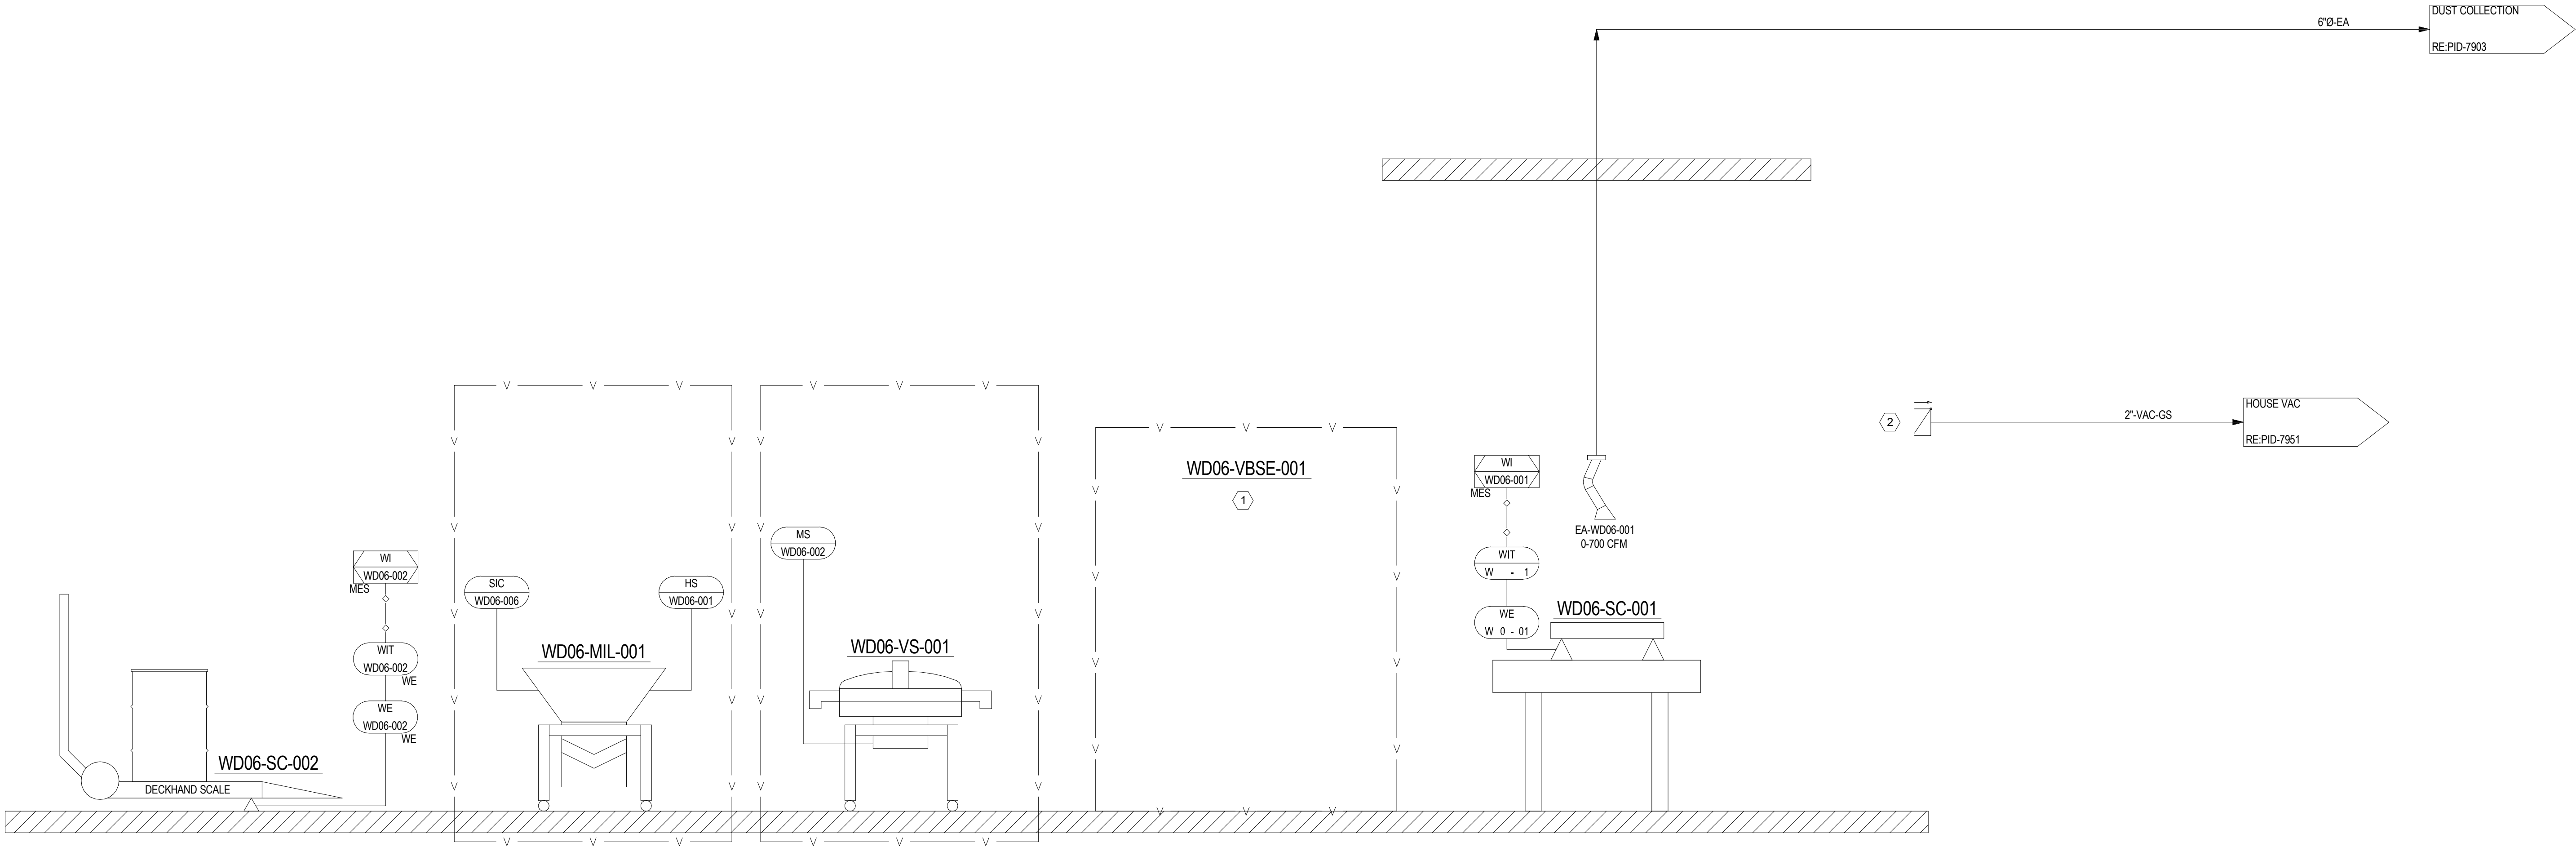 DUST COLLECTION
6"Ø-EA
RE:PID-7903
HOUSE VAC
2"-VAC-GS
2
RE:PID-7951
WD06-VBSE-001
1
WI
WD06-001
MES
EA-WD06-001
0-700 CFM
WIT
W - 1
WE
W 0 - 01
WD06-SC-001
MS
WD06-002
WD06-VS-001
SIC
WD06-006
HS
WD06-001
WD06-MIL-001
WI
WD06-002
MES
WIT
WD06-002
WE
WE
WD06-002
WE
WD06-SC-002
DECKHAND SCALE
V V V V V V
V V V
V V
V V V V
V V V V
V V V V V V
V V V V V V
V V V V V V
V V V V V V
V V V V
V V V
V V V V V V